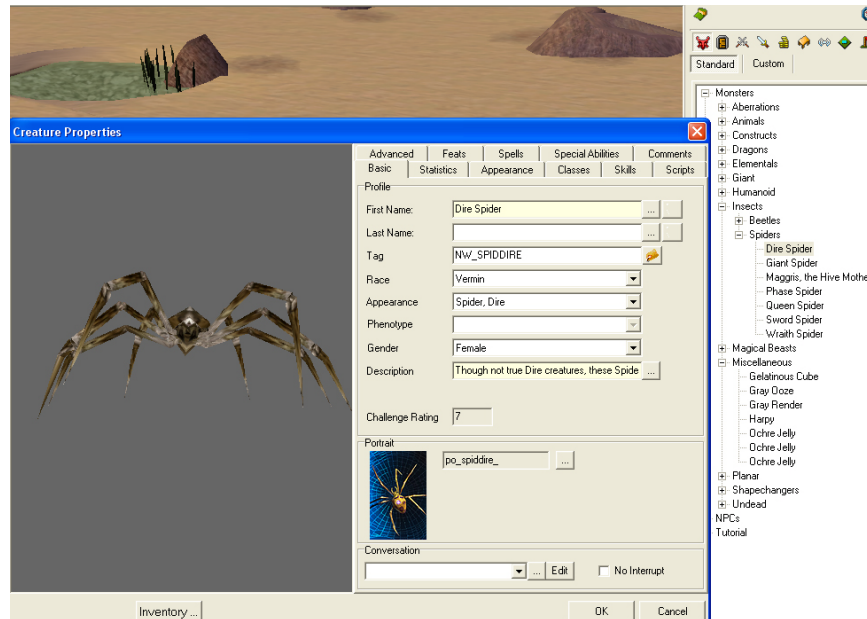 Standard
Custom
Monsters
Aberrations
Animals
Constructs
Dragons
Elementals
Giant
Humanoid
Insects
Beetles
Spiders
Dire Spider
Giant Spider
Maggris, the Hive Mothe
Phase Spider
Queen Spider
Sword Spider
Wraith Spider
Magical Beasts
Miscellaneous
Gelatinous Cube
Gray Ooze
Gray Render
Harpy
Ochre Jelly
Ochre Jelly
Ochre Jelly
Planar
Shapechangers
Undead
NPCs
Tutorial
Creature Properties
Advanced Feats Spells Special Abilities Comments
Basic Statistics Appearance Classes Skills Scripts
Profile
First Name: Dire Spider ...
Last Name: ...
Tag NW_SPIDDIRE
Race Vermin
Appearance Spider, Dire
Phenotype
Gender Female
Description Though not true Dire creatures, these Spide ...
Challenge Rating 7
Portrait
po_spiddire_ ...
Conversation
... Edit No Interrupt
Inventory ... OK Cancel